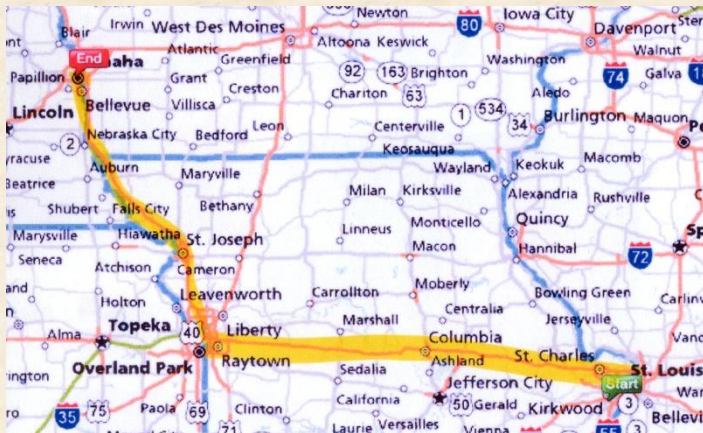 Blair
Irwin
West Des Moines
Newton
80
Iowa City
Davenport
Atlantic
Altoona
Keswick
Walnut
End
aha
Greenfield
Washington
Papillion
Grant
92
163
Brighton
74
Galva
Creston
63
Aledo
Lincoln
Bellevue
Villisca
Chariton
1
534
34
Burlington
Maquon
Leon
Centerville
2
Nebraska City
Bedford
Keosauqua
Auburn
Wayland
Keokuk
Macomb
Beatrice
Maryville
Milan
Kirksville
Alexandria
Rushville
Shubert
Falls City
Bethany
Monticello
Quincy
Marysville
Hiawatha
St. Joseph
Linneus
Macon
Hannibal
72
Seneca
Atchison
Cameron
Holton
Leavenworth
Carrollton
Moberly
Bowling Green
Centralia
Jerseyville
Alma
Topeka
40
Liberty
Marshall
Columbia
St. Charles
Overland Park
Raytown
Sedalia
Ashland
St. Louis
Jefferson City
Start
35
75
Paola
69
Clinton
California
50
Gerald
Kirkwood
3
71
Laurie
Versailles
Vienna
55
3